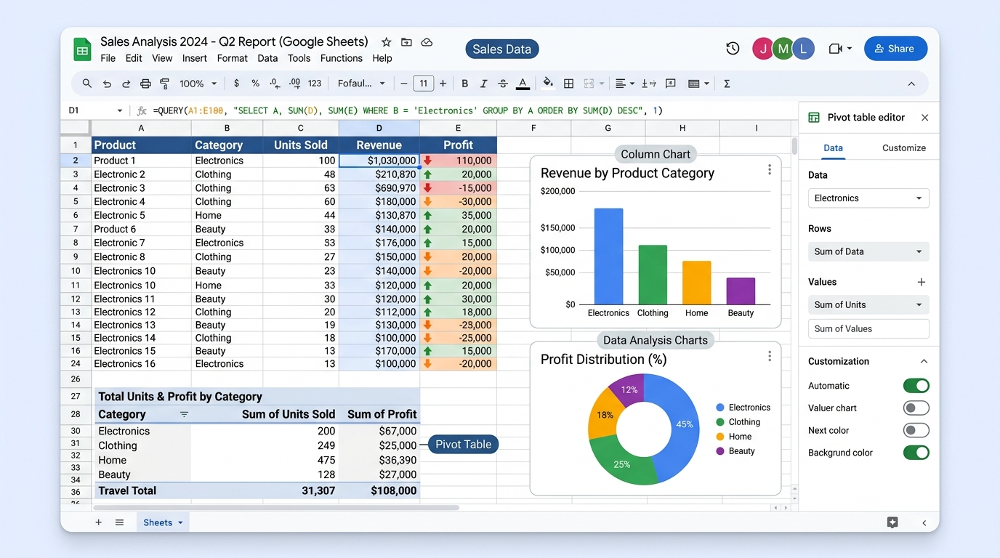 Sales Analysis 2024 - Q2 Report (Google Sheets)
Sales Data
J M L
Share
File Edit View Insert Format Data Tools Functions Help
100% $ % .0 .00 123 Fofaul... − 11 + B I S A Σ
D1 fx =QUERY(A1:E100, "SELECT A, SUN(D), SUM(E) WHERE B = 'Electronics' GROUP BY A ORDER BY SUM(D) DESC", 1)
A B C D E F G H I
1 Product Category Units Sold Revenue Profit
2 Product 1 Electronics 100 $1,030,000 110,000
3 Electronic 2 Clothing 48 $210,870 20,000
4 Electronic 3 Clothing 63 $690,970 -15,000
5 Electronic 4 Clothing 60 $180,000 -30,000
6 Electronic 5 Home 44 $130,870 35,000
7 Product 6 Beauty 33 $140,000 20,000
8 Electronic 7 Electronics 33 $176,000 15,000
9 Electronic 8 Clothing 27 $150,000 20,000
10 Electronics 10 Beauty 23 $140,000 -20,000
11 Electronics 10 Home 33 $120,000 20,000
12 Electronics 11 Beauty 30 $120,000 30,000
13 Electronics 12 Clothing 20 $112,000 18,000
14 Electronics 13 Beauty 19 $130,000 -23,000
15 Electronics 14 Clothing 18 $100,000 -25,000
16 Electronics 15 Beauty 13 $170,000 15,000
24 Electronics 16 Electronics 13 $100,000 -20,000
26
27 Total Units & Profit by Category
28 Category Sum of Units Sold Sum of Profit
30 Electronics 200 $67,000
31 Clothing 249 $25,000
32
33 Home 475 $36,390
34 Beauty 128 $27,000
36 Travel Total 31,307 $108,000
Pivot Table
Column Chart
Revenue by Product Category
$200,000
$150,000
$100,000
$50,000
$0
Electronics Clothing Home Beauty
Data Analysis Charts
Profit Distribution (%)
12%
18%
45%
25%
Electronics
Clothing
Home
Beauty
Pivot table editor
Data Customize
Data
Electronics
Rows
Sum of Data
Values +
Sum of Units
Sum of Values
Customization
Automatic
Valuer chart
Next color
Backgrund color
+ Sheets